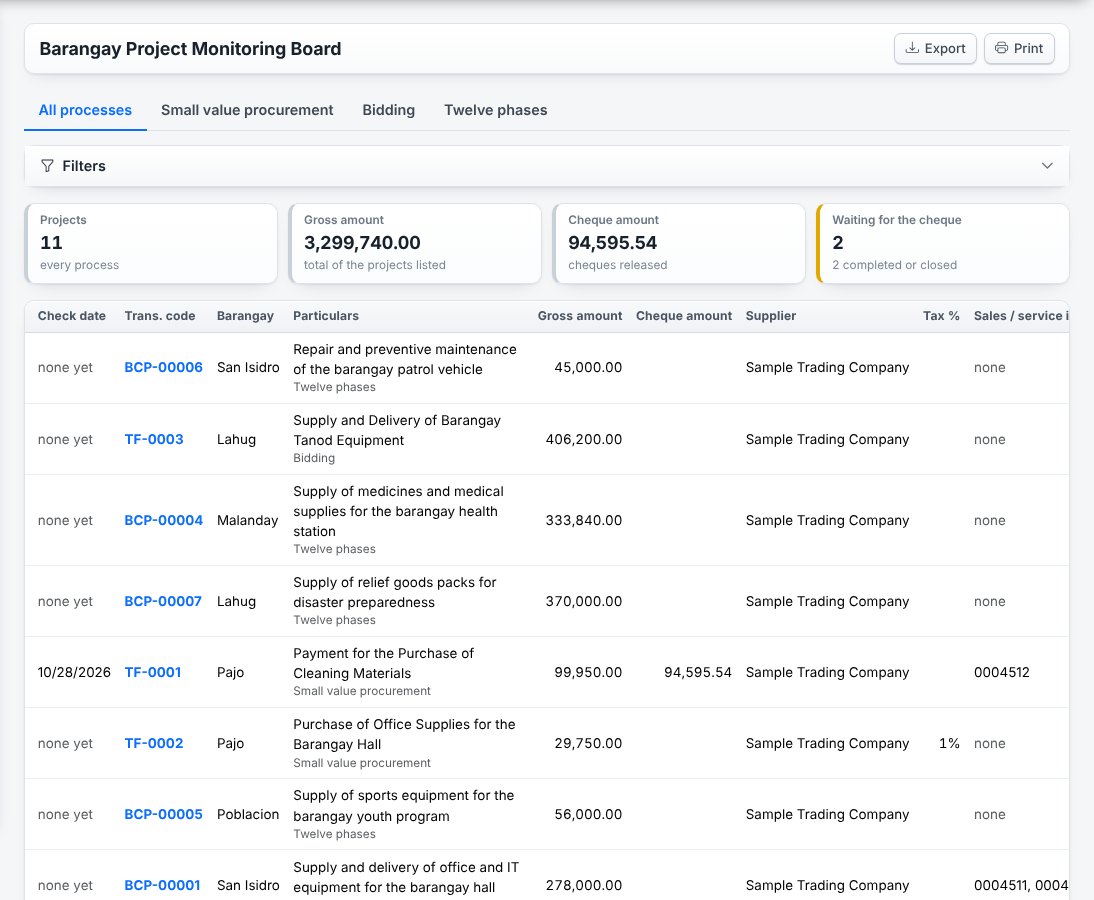 Barangay Project Monitoring Board
Export
Print
All processes
Small value procurement
Bidding
Twelve phases
Filters
Projects
11
every process
Gross amount
3,299,740.00
total of the projects listed
Cheque amount
94,595.54
cheques released
Waiting for the cheque
2
2 completed or closed
Check date Trans. code Barangay Particulars Gross amount Cheque amount Supplier Tax % Sales / service i
none yet BCP-00006 San Isidro Repair and preventive maintenance
of the barangay patrol vehicle
Twelve phases
45,000.00 Sample Trading Company none
none yet TF-0003 Lahug Supply and Delivery of Barangay
Tanod Equipment
Bidding
406,200.00 Sample Trading Company none
none yet BCP-00004 Malanday Supply of medicines and medical
supplies for the barangay health
station
Twelve phases
333,840.00 Sample Trading Company none
none yet BCP-00007 Lahug Supply of relief goods packs for
disaster preparedness
Twelve phases
370,000.00 Sample Trading Company none
10/28/2026 TF-0001 Pajo Payment for the Purchase of
Cleaning Materials
Small value procurement
99,950.00 94,595.54 Sample Trading Company 0004512
none yet TF-0002 Pajo Purchase of Office Supplies for the
Barangay Hall
Small value procurement
29,750.00 Sample Trading Company 1% none
none yet BCP-00005 Poblacion Supply of sports equipment for the
barangay youth program
Twelve phases
56,000.00 Sample Trading Company none
none yet BCP-00001 San Isidro Supply and delivery of office and IT
equipment for the barangay hall
278,000.00 Sample Trading Company 0004511, 0004